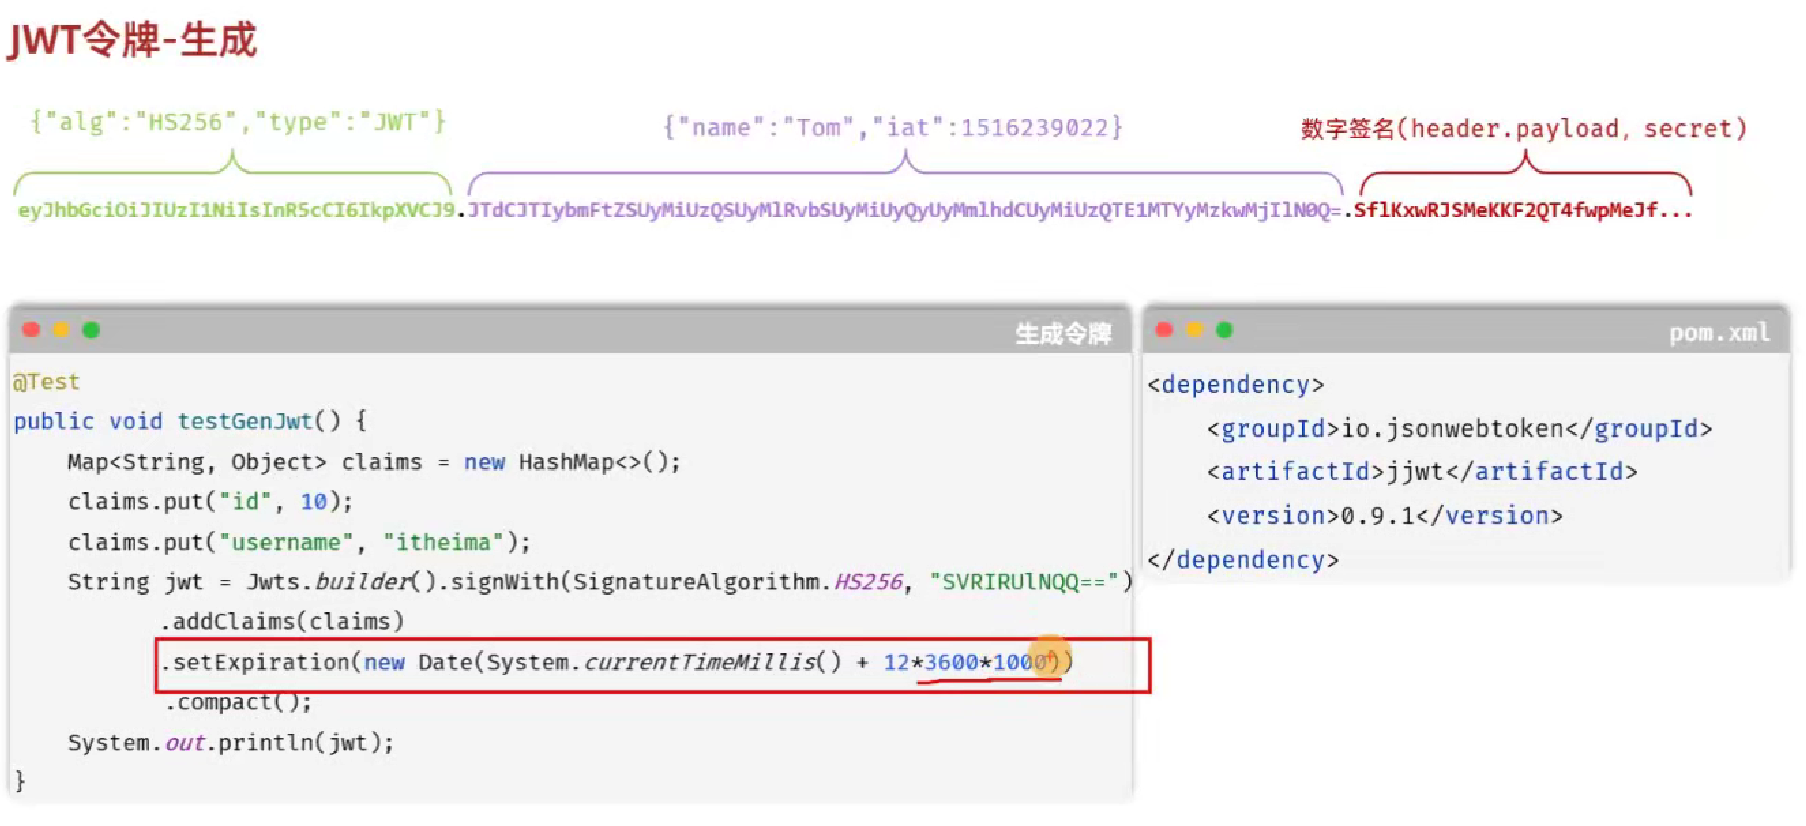 JWT令牌-生成
{"alg":"HS256","type":"JWT"}
{"name":"Tom","iat":1516239022}
数字签名(header.payload, secret)
eyJhbGciOiJIUzI1NiIsInR5cCI6IkpXVCJ9.JTdCJTIybmFtZSUyMiUzQSUyMlRvbSUyMiUyQyUyMmlhdCUyMiUzQTE1MTYyMzkwMjIlN0Q=.SflKxwRJSMeKKF2QT4fwpMeJf...
生成令牌
@Test
public void testGenJwt() {
    Map<String, Object> claims = new HashMap<>();
    claims.put("id", 10);
    claims.put("username", "itheima");
    String jwt = Jwts.builder().signWith(SignatureAlgorithm.HS256, "SVRIRUlNQQ==")
            .addClaims(claims)
            .setExpiration(new Date(System.currentTimeMillis() + 12*3600*1000))
            .compact();
    System.out.println(jwt);
}
pom.xml
<dependency>
    <groupId>io.jsonwebtoken</groupId>
    <artifactId>jjwt</artifactId>
    <version>0.9.1</version>
</dependency>